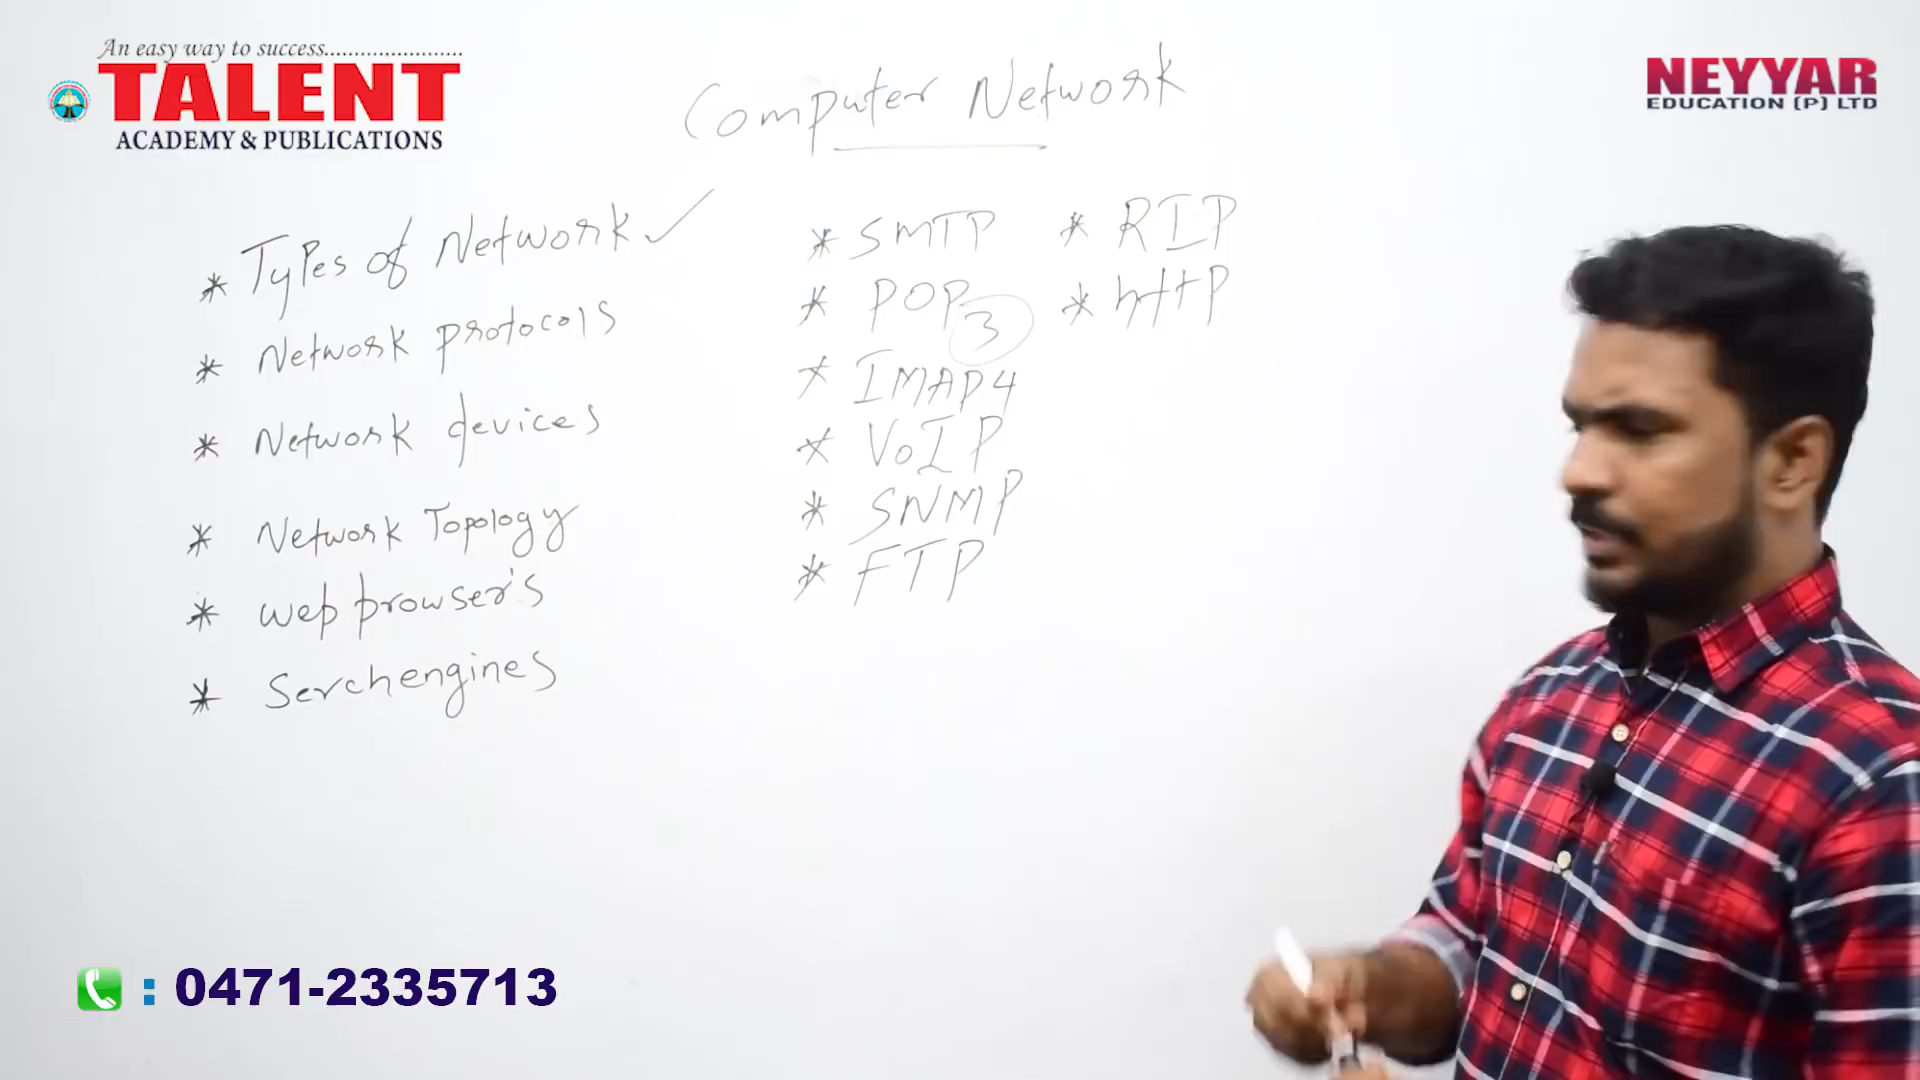 An easy way to success.......................
TALENT
ACADEMY & PUBLICATIONS
NEYYAR
EDUCATION (P) LTD
Computer Network
* Types of Network ✓
* Network protocols
* Network devices
* Network Topology
* web browser's
* Serchengines
* SMTP
* POP3
* IMAP4
* VoIP
* SNMP
* FTP
* RIP
* httP
: 0471-2335713